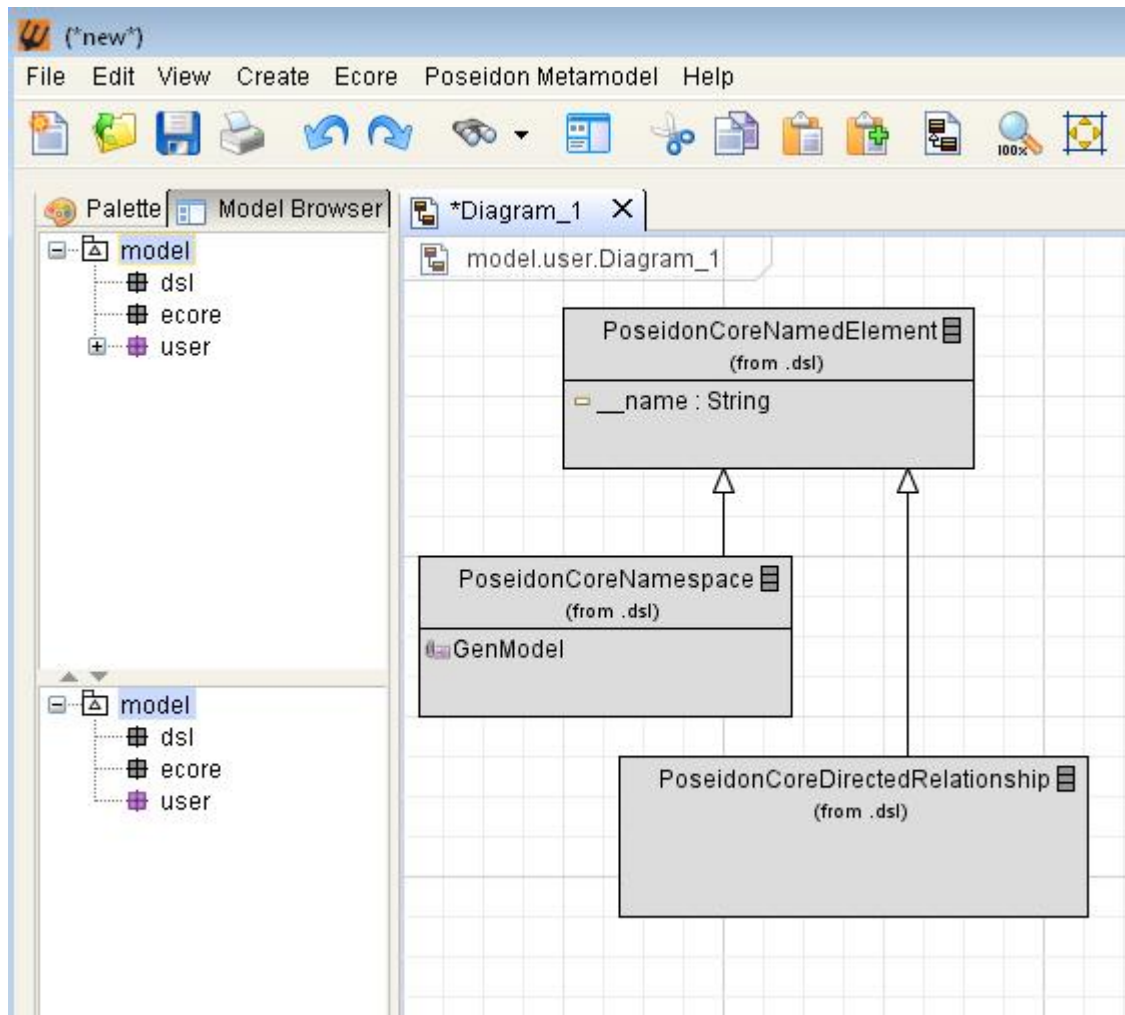 (*new*)
File Edit View Create Ecore Poseidon Metamodel Help
100%
Palette Model Browser *Diagram_1
model
dsl
ecore
user
model.user.Diagram_1
PoseidonCoreNamedElement
(from .dsl)
__name : String
PoseidonCoreNamespace
(from .dsl)
GenModel
PoseidonCoreDirectedRelationship
(from .dsl)
model
dsl
ecore
user